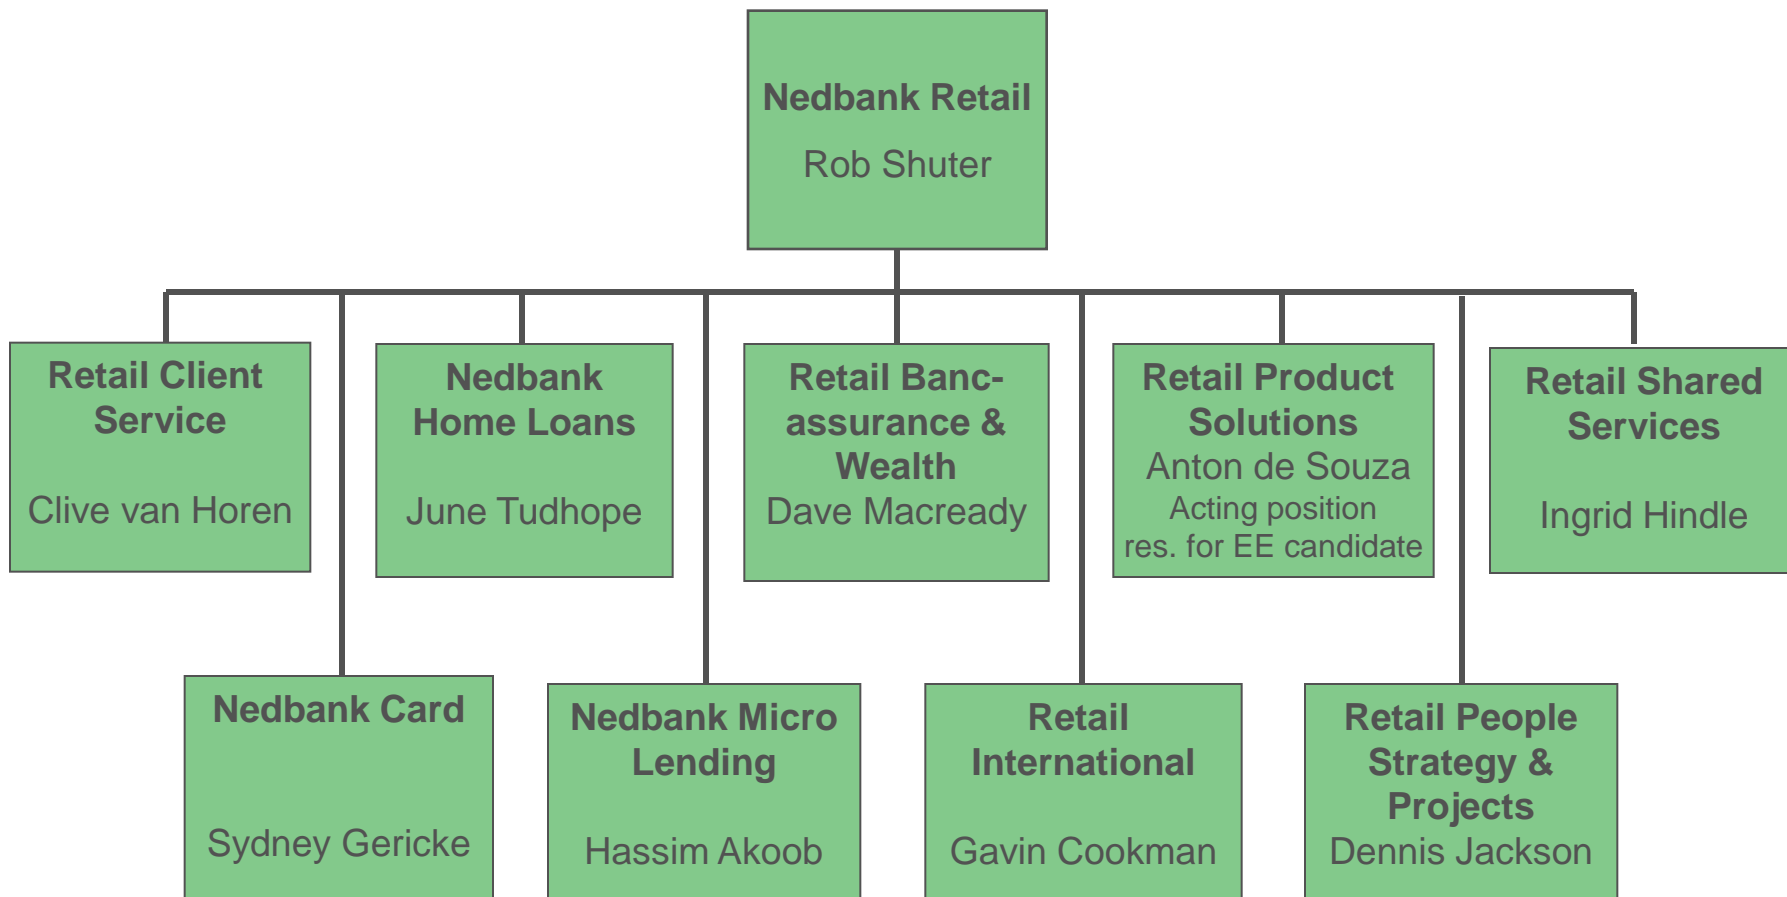 Nedbank Retail
Rob Shuter
Retail Client
Service
Clive van Horen
Nedbank
Home Loans
June Tudhope
Retail Banc-
assurance &
Wealth
Dave Macready
Retail Product
Solutions
Anton de Souza
Acting position
res. for EE candidate
Retail Shared
Services
Ingrid Hindle
Nedbank Card
Sydney Gericke
Nedbank Micro
Lending
Hassim Akoob
Retail
International
Gavin Cookman
Retail People
Strategy &
Projects
Dennis Jackson